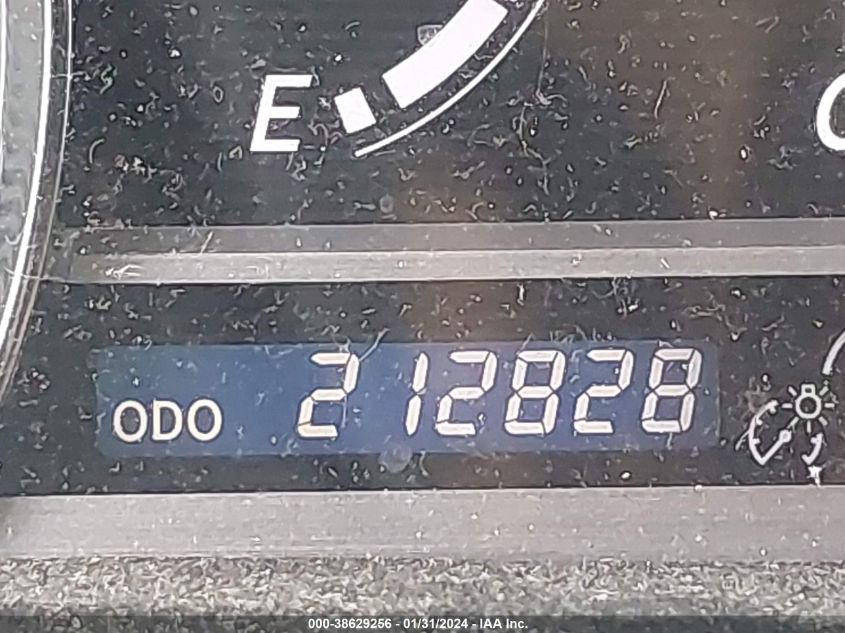 E
ODO 212828
000-38629256 - 01/31/2024 - IAA Inc.